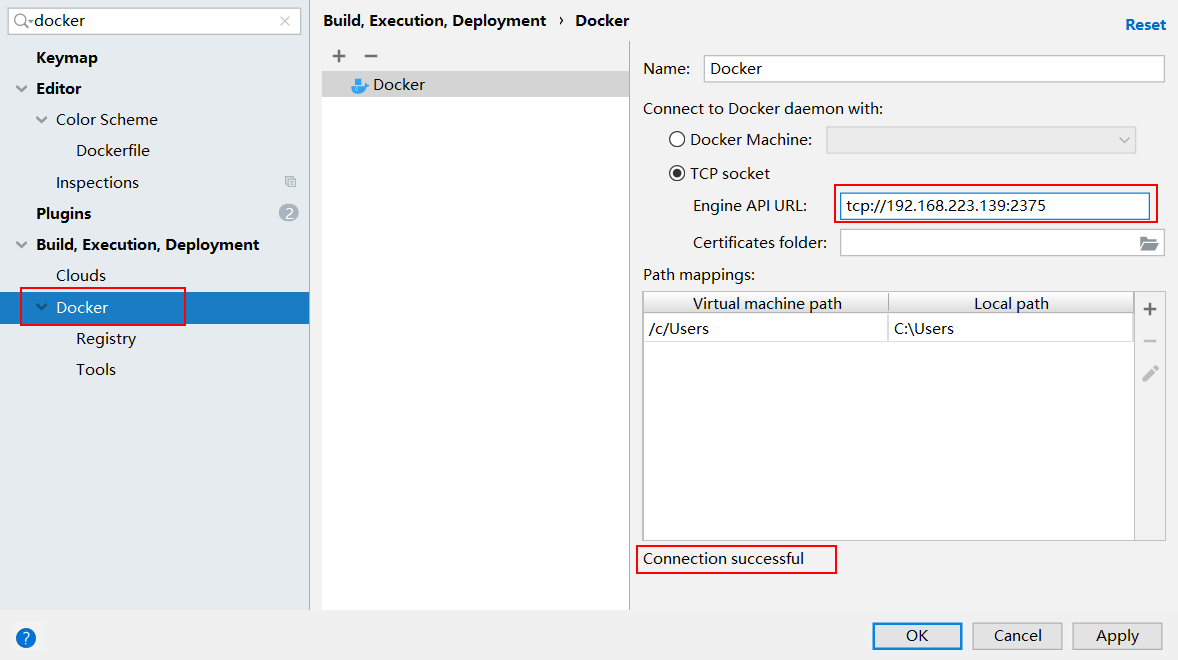 docker
Keymap
Editor
Color Scheme
Dockerfile
Inspections
Plugins
2
Build, Execution, Deployment
Clouds
Docker
Registry
Tools
?
Build, Execution, Deployment › Docker
Reset
Docker
Name: Docker
Connect to Docker daemon with:
Docker Machine:
TCP socket
Engine API URL: tcp://192.168.223.139:2375
Certificates folder:
Path mappings:
Virtual machine path Local path
/c/Users C:\Users
Connection successful
OK Cancel Apply